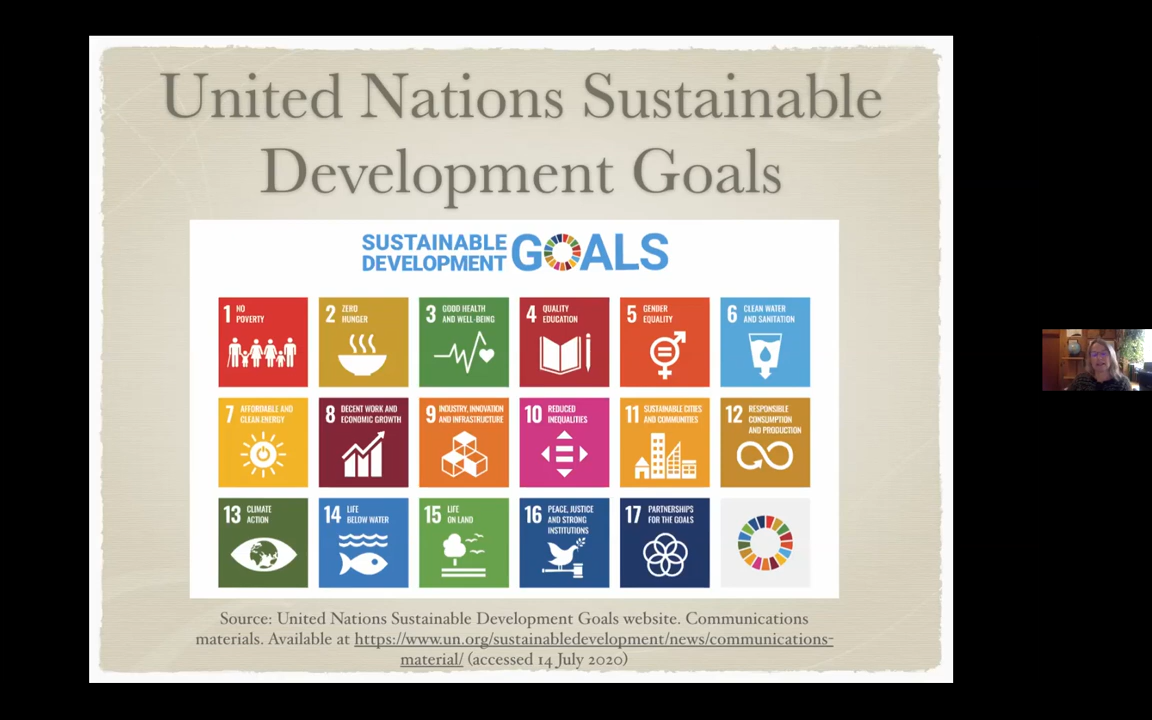 United Nations Sustainable
Development Goals
SUSTAINABLE
DEVELOPMENT
GOALS
1 NO
POVERTY
2 ZERO
HUNGER
3 GOOD HEALTH
AND WELL-BEING
4 QUALITY
EDUCATION
5 GENDER
EQUALITY
6 CLEAN WATER
AND SANITATION
7 AFFORDABLE AND
CLEAN ENERGY
8 DECENT WORK AND
ECONOMIC GROWTH
9 INDUSTRY, INNOVATION
AND INFRASTRUCTURE
10 REDUCED
INEQUALITIES
11 SUSTAINABLE CITIES
AND COMMUNITIES
12 RESPONSIBLE
CONSUMPTION
AND PRODUCTION
13 CLIMATE
ACTION
14 LIFE
BELOW WATER
15 LIFE
ON LAND
16 PEACE, JUSTICE
AND STRONG
INSTITUTIONS
17 PARTNERSHIPS
FOR THE GOALS
Source: United Nations Sustainable Development Goals website. Communications
materials. Available at https://www.un.org/sustainabledevelopment/news/communications-
material/ (accessed 14 July 2020)